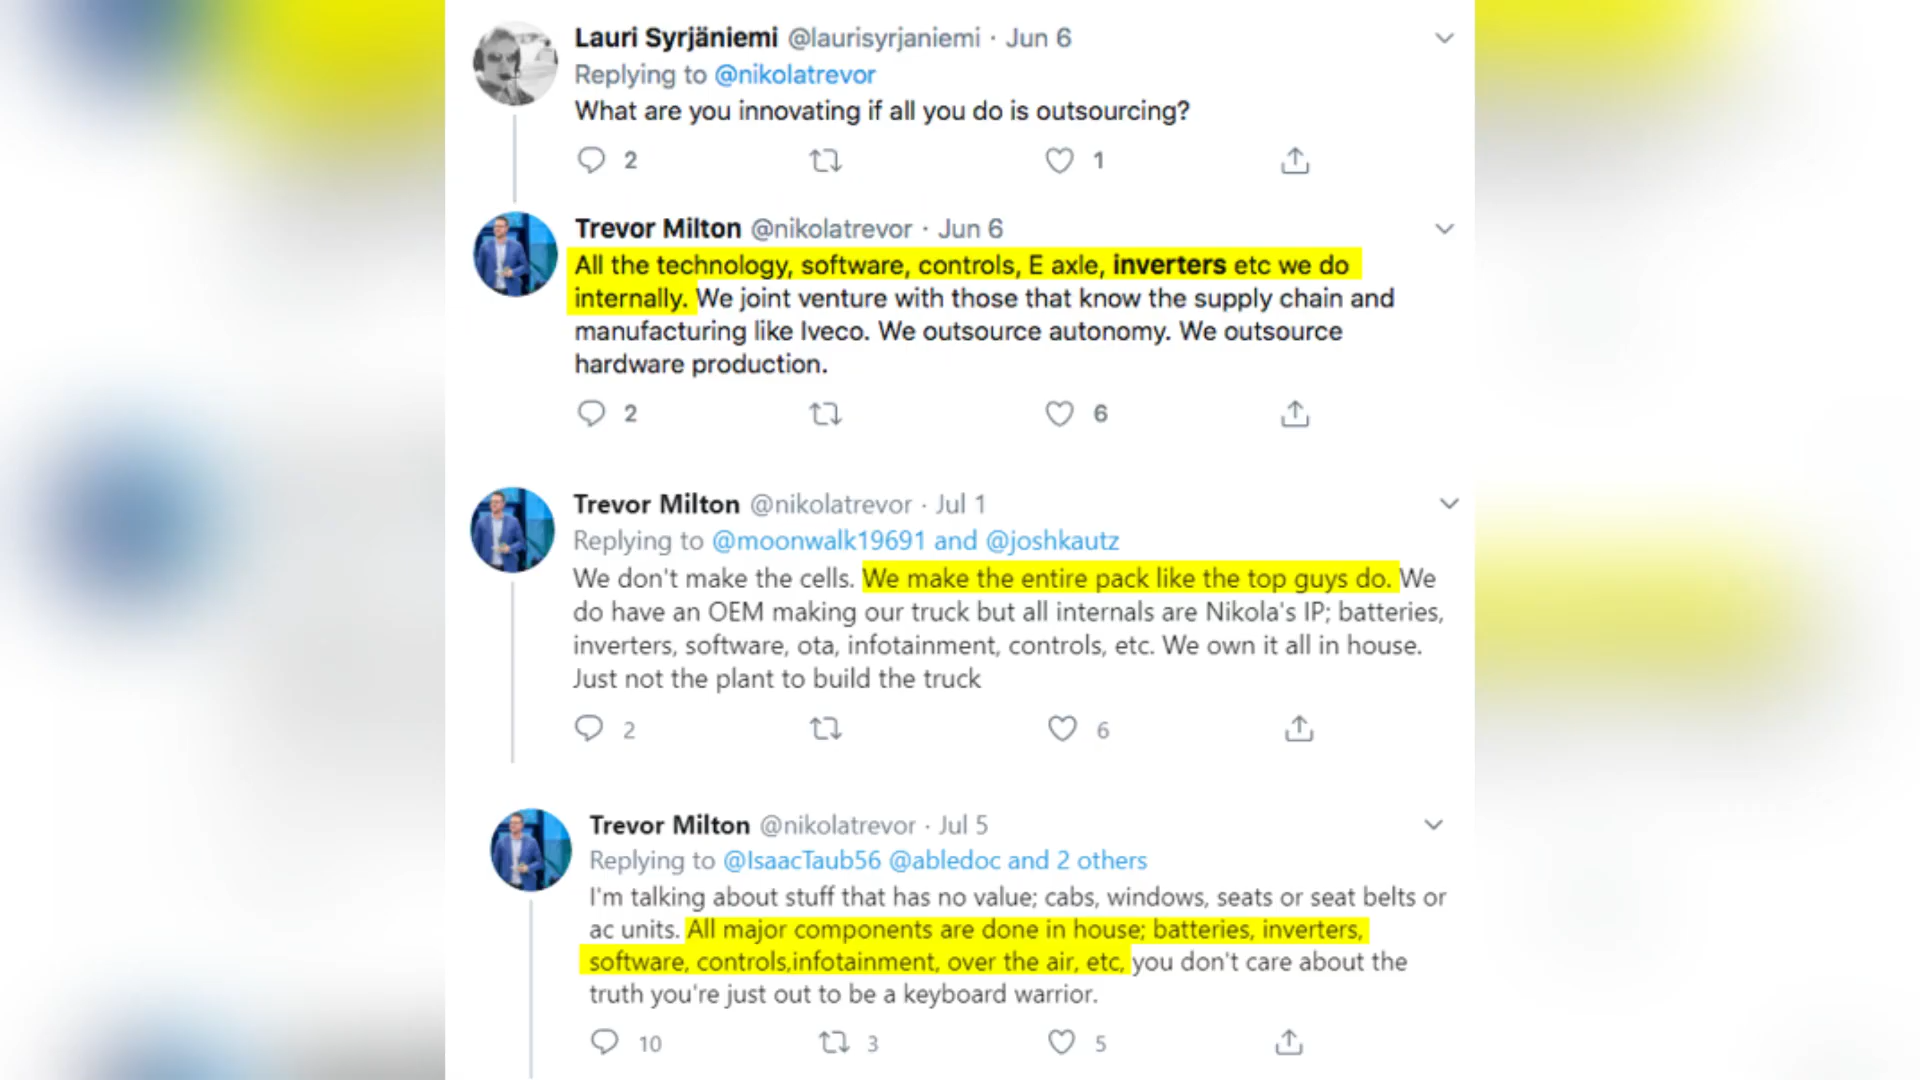 Lauri Syrjäniemi @laurisyrjaniemi · Jun 6
Replying to @nikolatrevor
What are you innovating if all you do is outsourcing?
2 1
Trevor Milton @nikolatrevor · Jun 6
All the technology, software, controls, E axle, inverters etc we do
internally. We joint venture with those that know the supply chain and
manufacturing like Iveco. We outsource autonomy. We outsource
hardware production.
2 6
Trevor Milton @nikolatrevor · Jul 1
Replying to @moonwalk19691 and @joshkautz
We don't make the cells. We make the entire pack like the top guys do. We
do have an OEM making our truck but all internals are Nikola's IP; batteries,
inverters, software, ota, infotainment, controls, etc. We own it all in house.
Just not the plant to build the truck
2 6
Trevor Milton @nikolatrevor · Jul 5
Replying to @IsaacTaub56 @abledoc and 2 others
I'm talking about stuff that has no value; cabs, windows, seats or seat belts or
ac units. All major components are done in house; batteries, inverters,
software, controls,infotainment, over the air, etc, you don't care about the
truth you're just out to be a keyboard warrior.
10 3 5